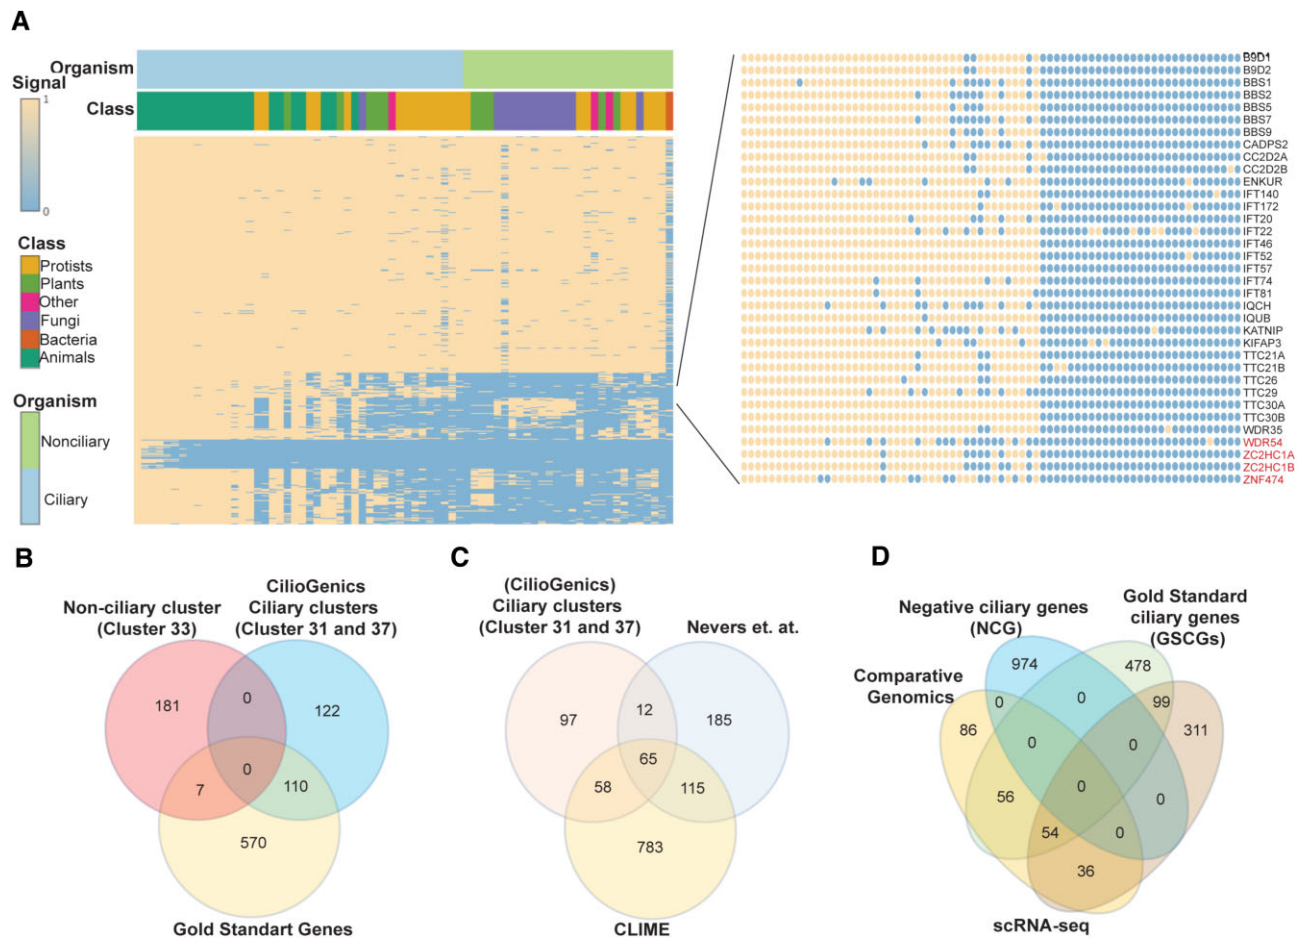 A
Organism
Signal
1
Class
0
Class
Protists
Plants
Other
Fungi
Bacteria
Animals
Organism
Nonciliary
Ciliary
B9D1
B9D2
BBS1
BBS2
BBS5
BBS7
BBS9
CADPS2
CC2D2A
CC2D2B
ENKUR
IFT140
IFT172
IFT20
IFT22
IFT46
IFT52
IFT57
IFT74
IFT81
IQCH
IQUB
KATNIP
KIFAP3
TTC21A
TTC21B
TTC26
TTC29
TTC30A
TTC30B
WDR35
WDR54
ZC2HC1A
ZC2HC1B
ZNF474
B
Non-ciliary cluster
(Cluster 33)
CilioGenics
Ciliary clusters
(Cluster 31 and 37)
181
0
122
0
7
110
570
Gold Standart Genes
C
(CilioGenics)
Ciliary clusters
(Cluster 31 and 37)
Nevers et. at.
97
12
185
65
58
115
783
CLIME
D
Negative ciliary genes
(NCG)
Gold Standard
ciliary genes
(GSCGs)
Comparative
Genomics
974
478
0
0
99
86
311
0
0
56
0
0
54
0
36
scRNA-seq